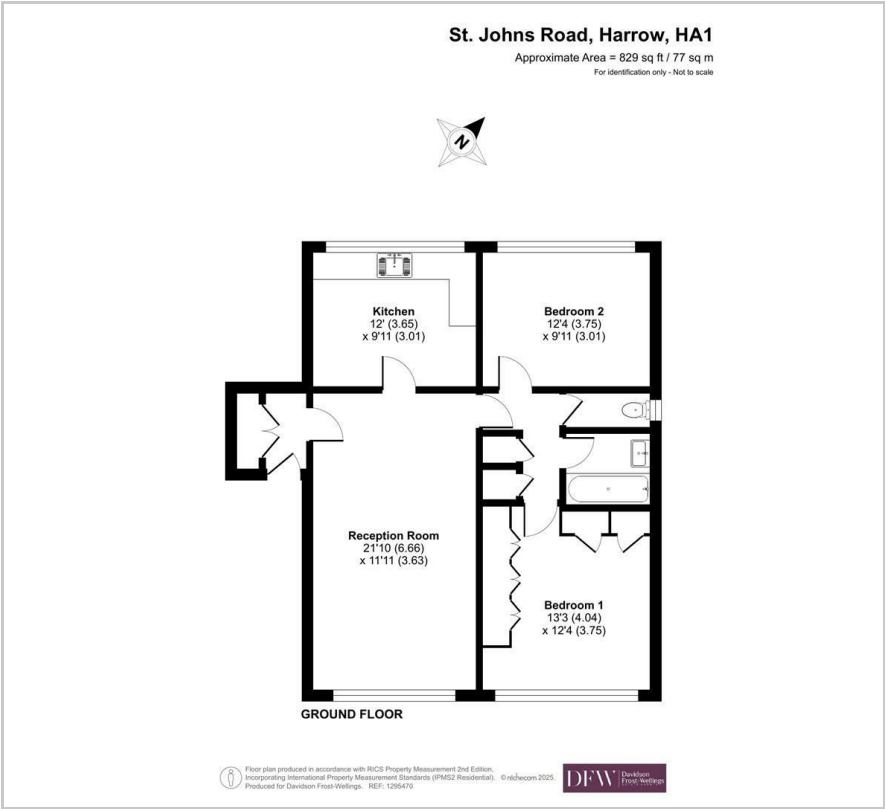 St. Johns Road, Harrow, HA1
Approximate Area = 829 sq ft / 77 sq m
For identification only - Not to scale
N
Kitchen
12' (3.65)
x 9'11 (3.01)
Bedroom 2
12'4 (3.75)
x 9'11 (3.01)
Reception Room
21'10 (6.66)
x 11'11 (3.63)
Bedroom 1
13'3 (4.04)
x 12'4 (3.75)
GROUND FLOOR
Floor plan produced in accordance with RICS Property Measurement 2nd Edition,
Incorporating International Property Measurement Standards (IPMS2 Residential). ©nichecom 2025.
Produced for Davidson Frost-Wellings. REF: 1295470
DFW
Davidson
Frost-Wellings